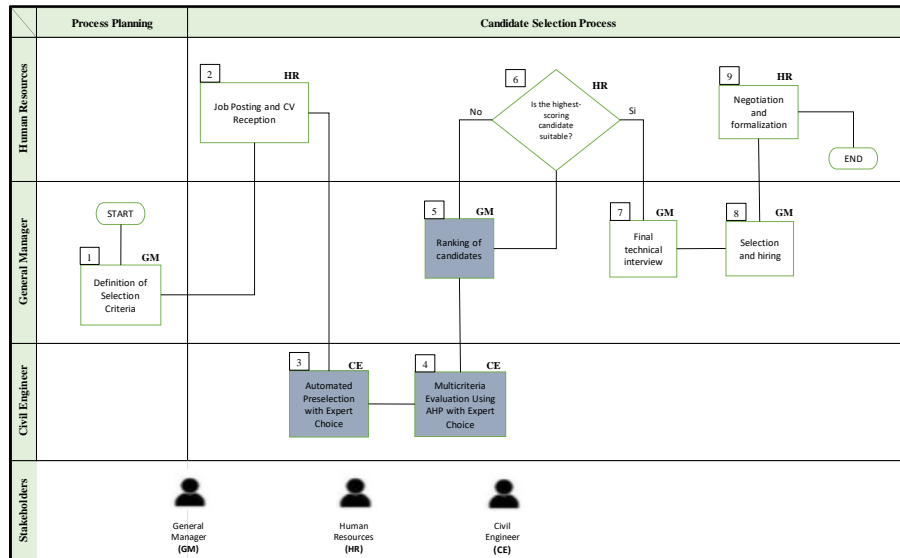 Process Planning
Candidate Selection Process
Human Resources
2
HR
Job Posting and CV
Reception
6
HR
Is the highest-
scoring
candidate
suitable?
No
Si
9
HR
Negotiation
and
formalization
END
General Manager
START
1
GM
Definition of
Selection
Criteria
5
GM
Ranking of
candidates
7
GM
Final
technical
interview
8
GM
Selection
and hiring
Civil Engineer
3
CE
Automated
Preselection
with Expert
Choice
4
CE
Multicriteria
Evaluation Using
AHP with Expert
Choice
Stakeholders
General
Manager
(GM)
Human
Resources
(HR)
Civil
Engineer
(CE)